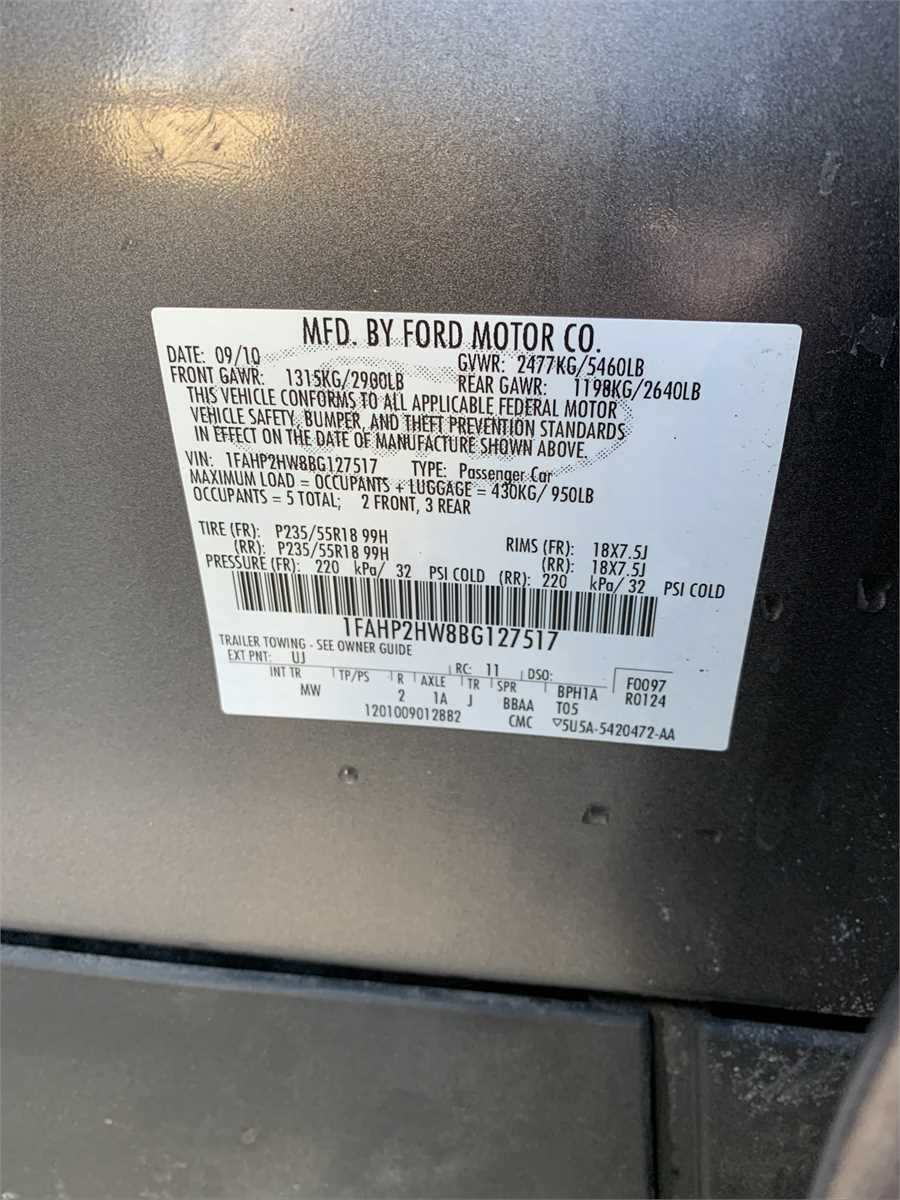 MFD. BY FORD MOTOR CO.
DATE: 09/10 GVWR: 2477KG/5460LB
FRONT GAWR: 1315KG/2900LB REAR GAWR: 1198KG/2640LB
THIS VEHICLE CONFORMS TO ALL APPLICABLE FEDERAL MOTOR
VEHICLE SAFETY, BUMPER, AND THEFT PREVENTION STANDARDS
IN EFFECT ON THE DATE OF MANUFACTURE SHOWN ABOVE.
VIN: 1FAHP2HW8BG127517 TYPE: Passenger Car
MAXIMUM LOAD = OCCUPANTS + LUGGAGE = 430KG/ 950LB
OCCUPANTS = 5 TOTAL; 2 FRONT, 3 REAR
TIRE (FR): P235/55R18 99H RIMS (FR): 18X7.5J
(RR): P235/55R18 99H (RR): 18X7.5J
PRESSURE (FR): 220 kPa/ 32 PSI COLD (RR): 220 kPa/ 32 PSI COLD
1FAHP2HW8BG127517
TRAILER TOWING - SEE OWNER GUIDE
EXT PNT: UJ RC: 11 DSO: F0097
INT TR TP/PS R AXLE TR SPR BPH1A R0124
MW 2 1A J BBAA T05
1201009012882 CMC ▽5U5A-5420472-AA